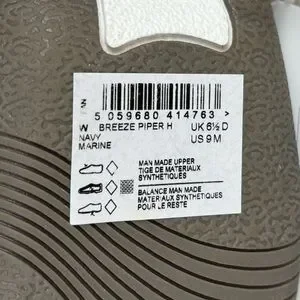 5 059680 414763 >
W BREEZE PIPER H UK 6½ D
NAVY US 9 M
MARINE
MAN MADE UPPER
TIGE DE MATERIAUX
SYNTHETIQUES
BALANCE MAN MADE
MATERIAUX SYNTHETIQUES
POUR LE RESTE